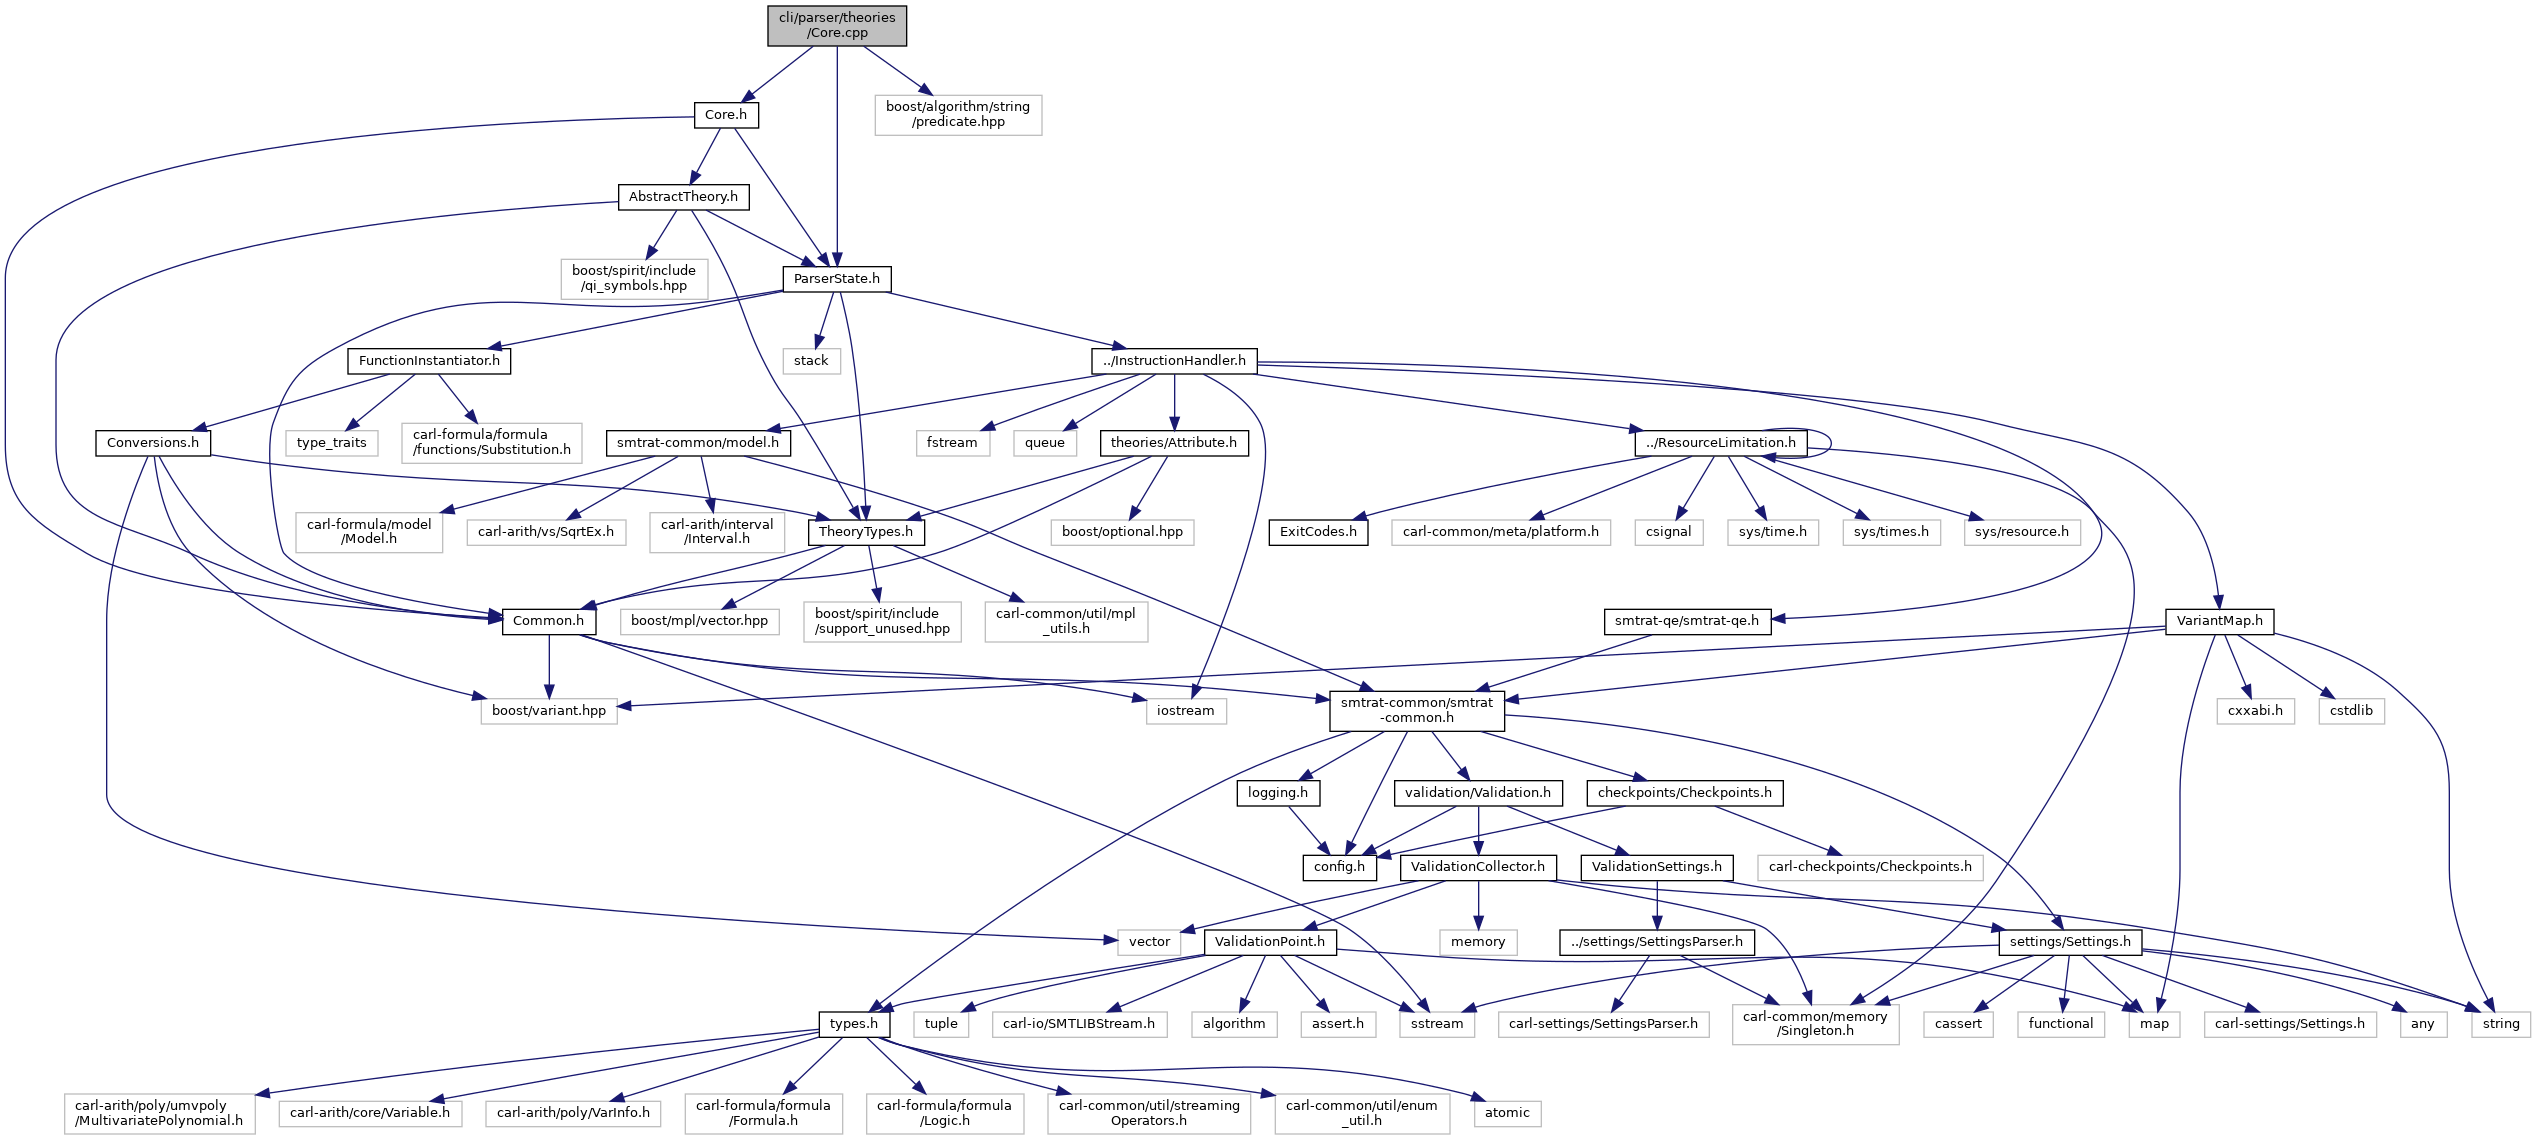 cli/parser/theories
/Core.cpp
Core.h
boost/algorithm/string
/predicate.hpp
AbstractTheory.h
boost/spirit/include
/qi_symbols.hpp
ParserState.h
FunctionInstantiator.h
stack
../InstructionHandler.h
Conversions.h
type_traits
carl-formula/formula
/functions/Substitution.h
smtrat-common/model.h
fstream
queue
theories/Attribute.h
../ResourceLimitation.h
carl-formula/model
/Model.h
carl-arith/vs/SqrtEx.h
carl-arith/interval
/Interval.h
TheoryTypes.h
boost/optional.hpp
ExitCodes.h
carl-common/meta/platform.h
csignal
sys/time.h
sys/times.h
sys/resource.h
Common.h
boost/mpl/vector.hpp
boost/spirit/include
/support_unused.hpp
carl-common/util/mpl
_utils.h
smtrat-qe/smtrat-qe.h
VariantMap.h
boost/variant.hpp
iostream
smtrat-common/smtrat
-common.h
cxxabi.h
cstdlib
logging.h
validation/Validation.h
checkpoints/Checkpoints.h
config.h
ValidationCollector.h
ValidationSettings.h
carl-checkpoints/Checkpoints.h
vector
ValidationPoint.h
memory
../settings/SettingsParser.h
settings/Settings.h
types.h
tuple
carl-io/SMTLIBStream.h
algorithm
assert.h
sstream
carl-settings/SettingsParser.h
carl-common/memory
/Singleton.h
cassert
functional
map
carl-settings/Settings.h
any
string
carl-arith/poly/umvpoly
/MultivariatePolynomial.h
carl-arith/core/Variable.h
carl-arith/poly/VarInfo.h
carl-formula/formula
/Formula.h
carl-formula/formula
/Logic.h
carl-common/util/streaming
Operators.h
carl-common/util/enum
_util.h
atomic